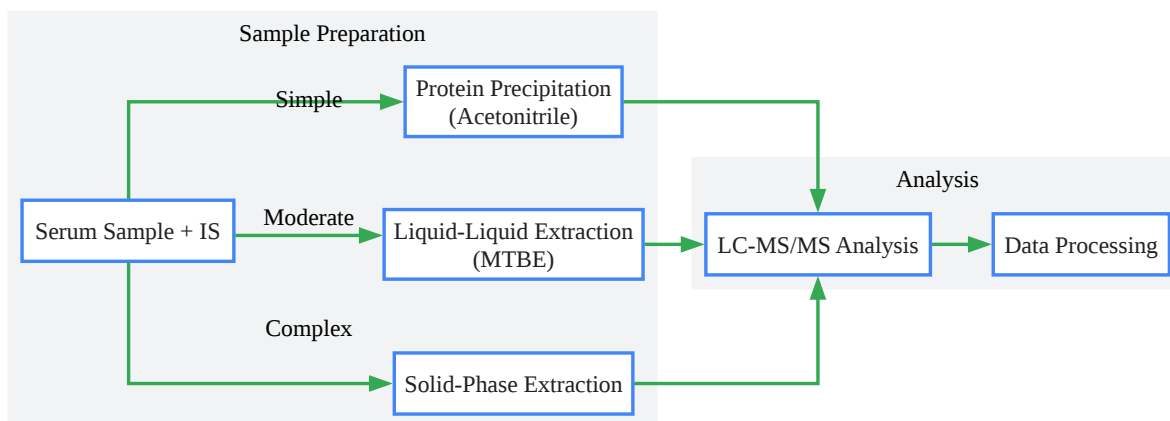 Sample Preparation
Simple
Protein Precipitation
(Acetonitrile)
Serum Sample + IS
Moderate
Liquid-Liquid Extraction
(MTBE)
Complex
Solid-Phase Extraction
Analysis
LC-MS/MS Analysis
Data Processing